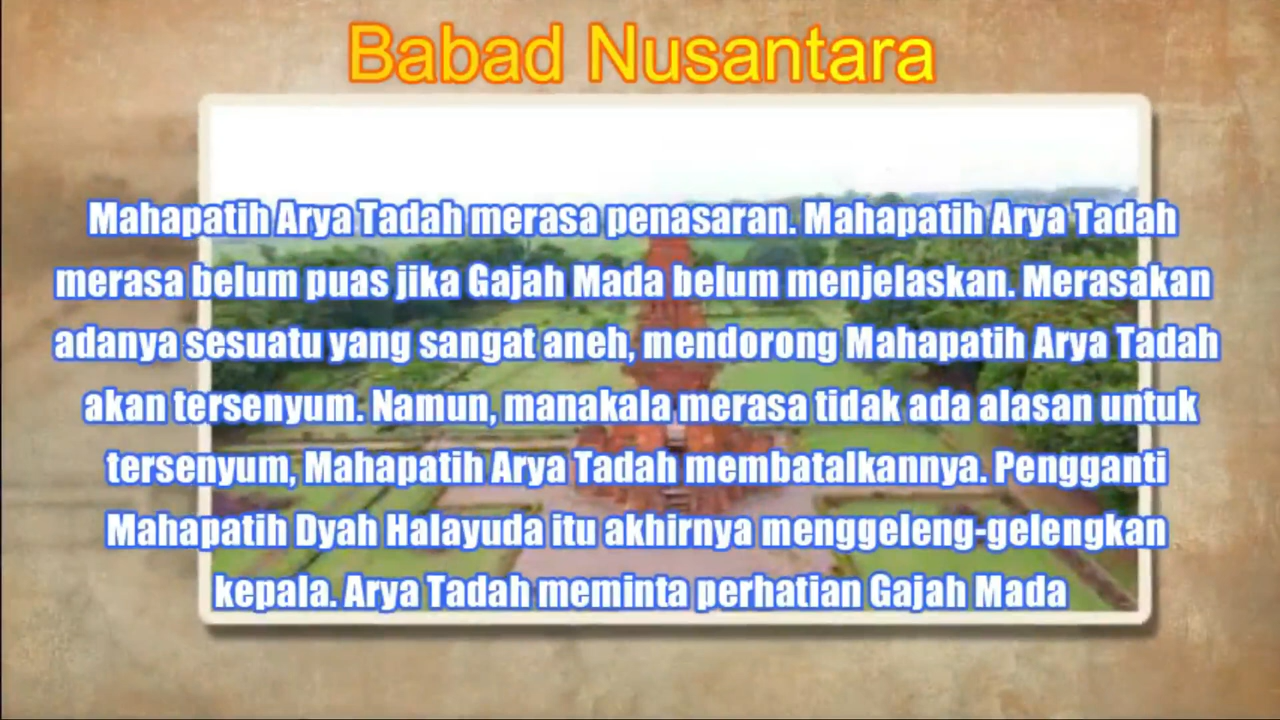 Babad Nusantara
Mahapatih Arya Tadah merasa penasaran. Mahapatih Arya Tadah
merasa belum puas jika Gajah Mada belum menjelaskan. Merasakan
adanya sesuatu yang sangat aneh, mendorong Mahapatih Arya Tadah
akan tersenyum. Namun, manakala merasa tidak ada alasan untuk
tersenyum, Mahapatih Arya Tadah membatalkannya. Pengganti
Mahapatih Dyah Halayuda itu akhirnya menggeleng-gelengkan
kepala. Arya Tadah meminta perhatian Gajah Mada